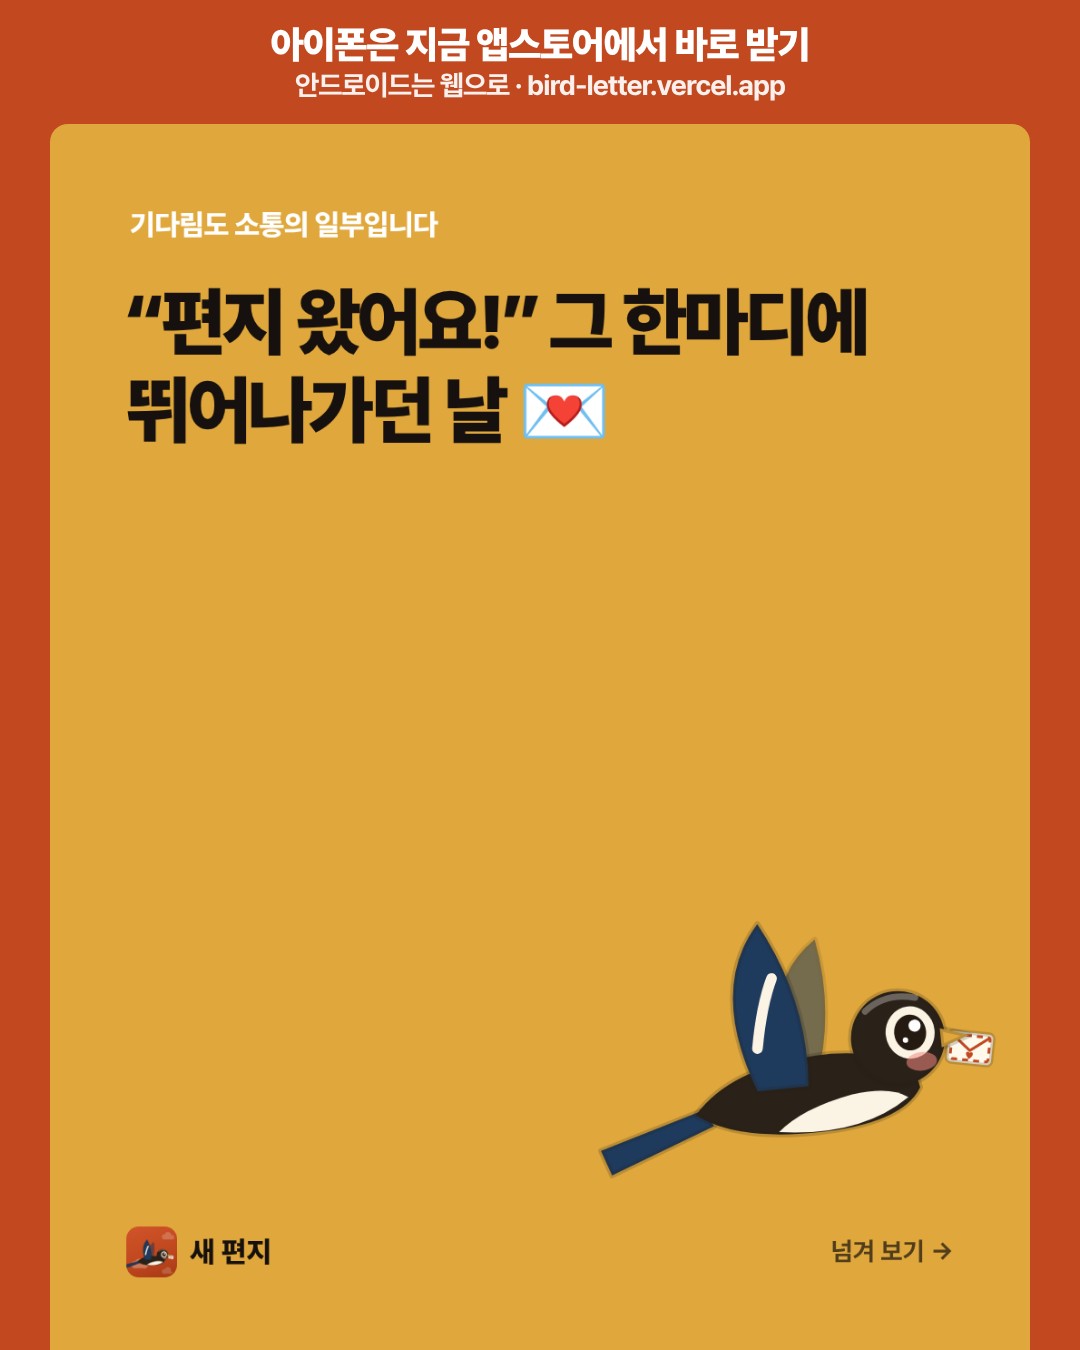 아이폰은 지금 앱스토어에서 바로 받기
안드로이드는 웹으로 · bird-letter.vercel.app
기다림도 소통의 일부입니다
“편지 왔어요!” 그 한마디에
뛰어나가던 날 💌
새 편지
넘겨 보기 →